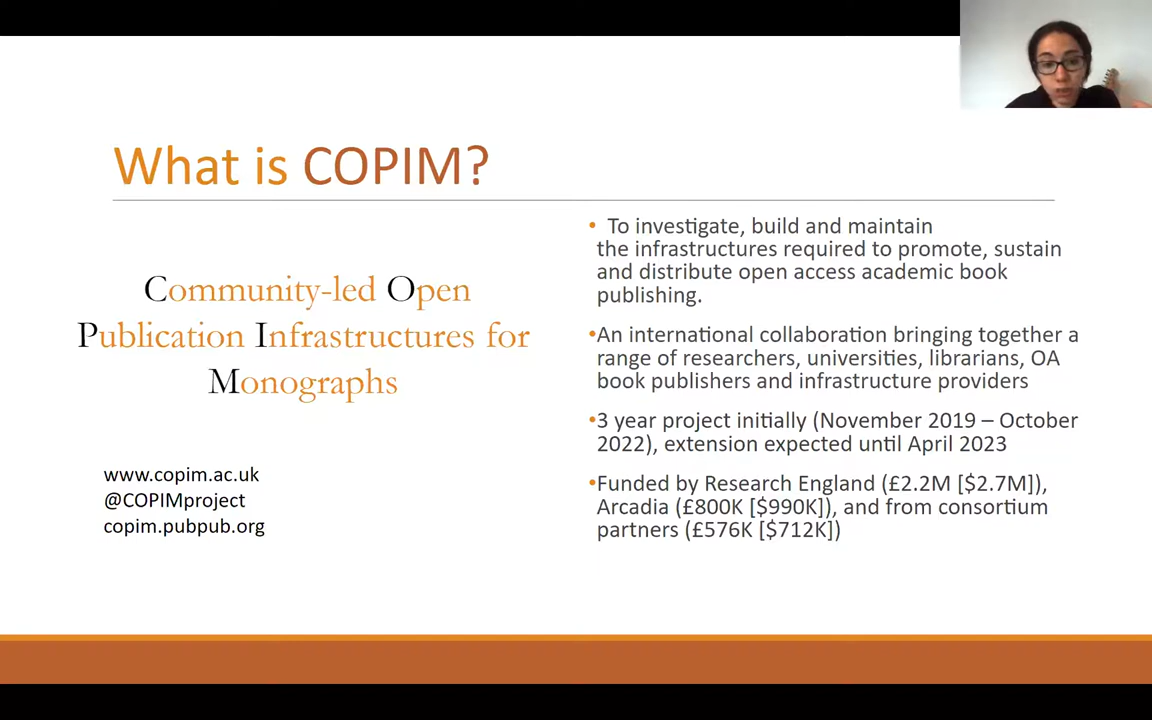 What is COPIM?
Community-led Open
Publication Infrastructures for
Monographs
www.copim.ac.uk
@COPIMproject
copim.pubpub.org
• To investigate, build and maintain
the infrastructures required to promote, sustain
and distribute open access academic book
publishing.
•An international collaboration bringing together a
range of researchers, universities, librarians, OA
book publishers and infrastructure providers
•3 year project initially (November 2019 – October
2022), extension expected until April 2023
•Funded by Research England (£2.2M [$2.7M]),
Arcadia (£800K [$990K]), and from consortium
partners (£576K [$712K])